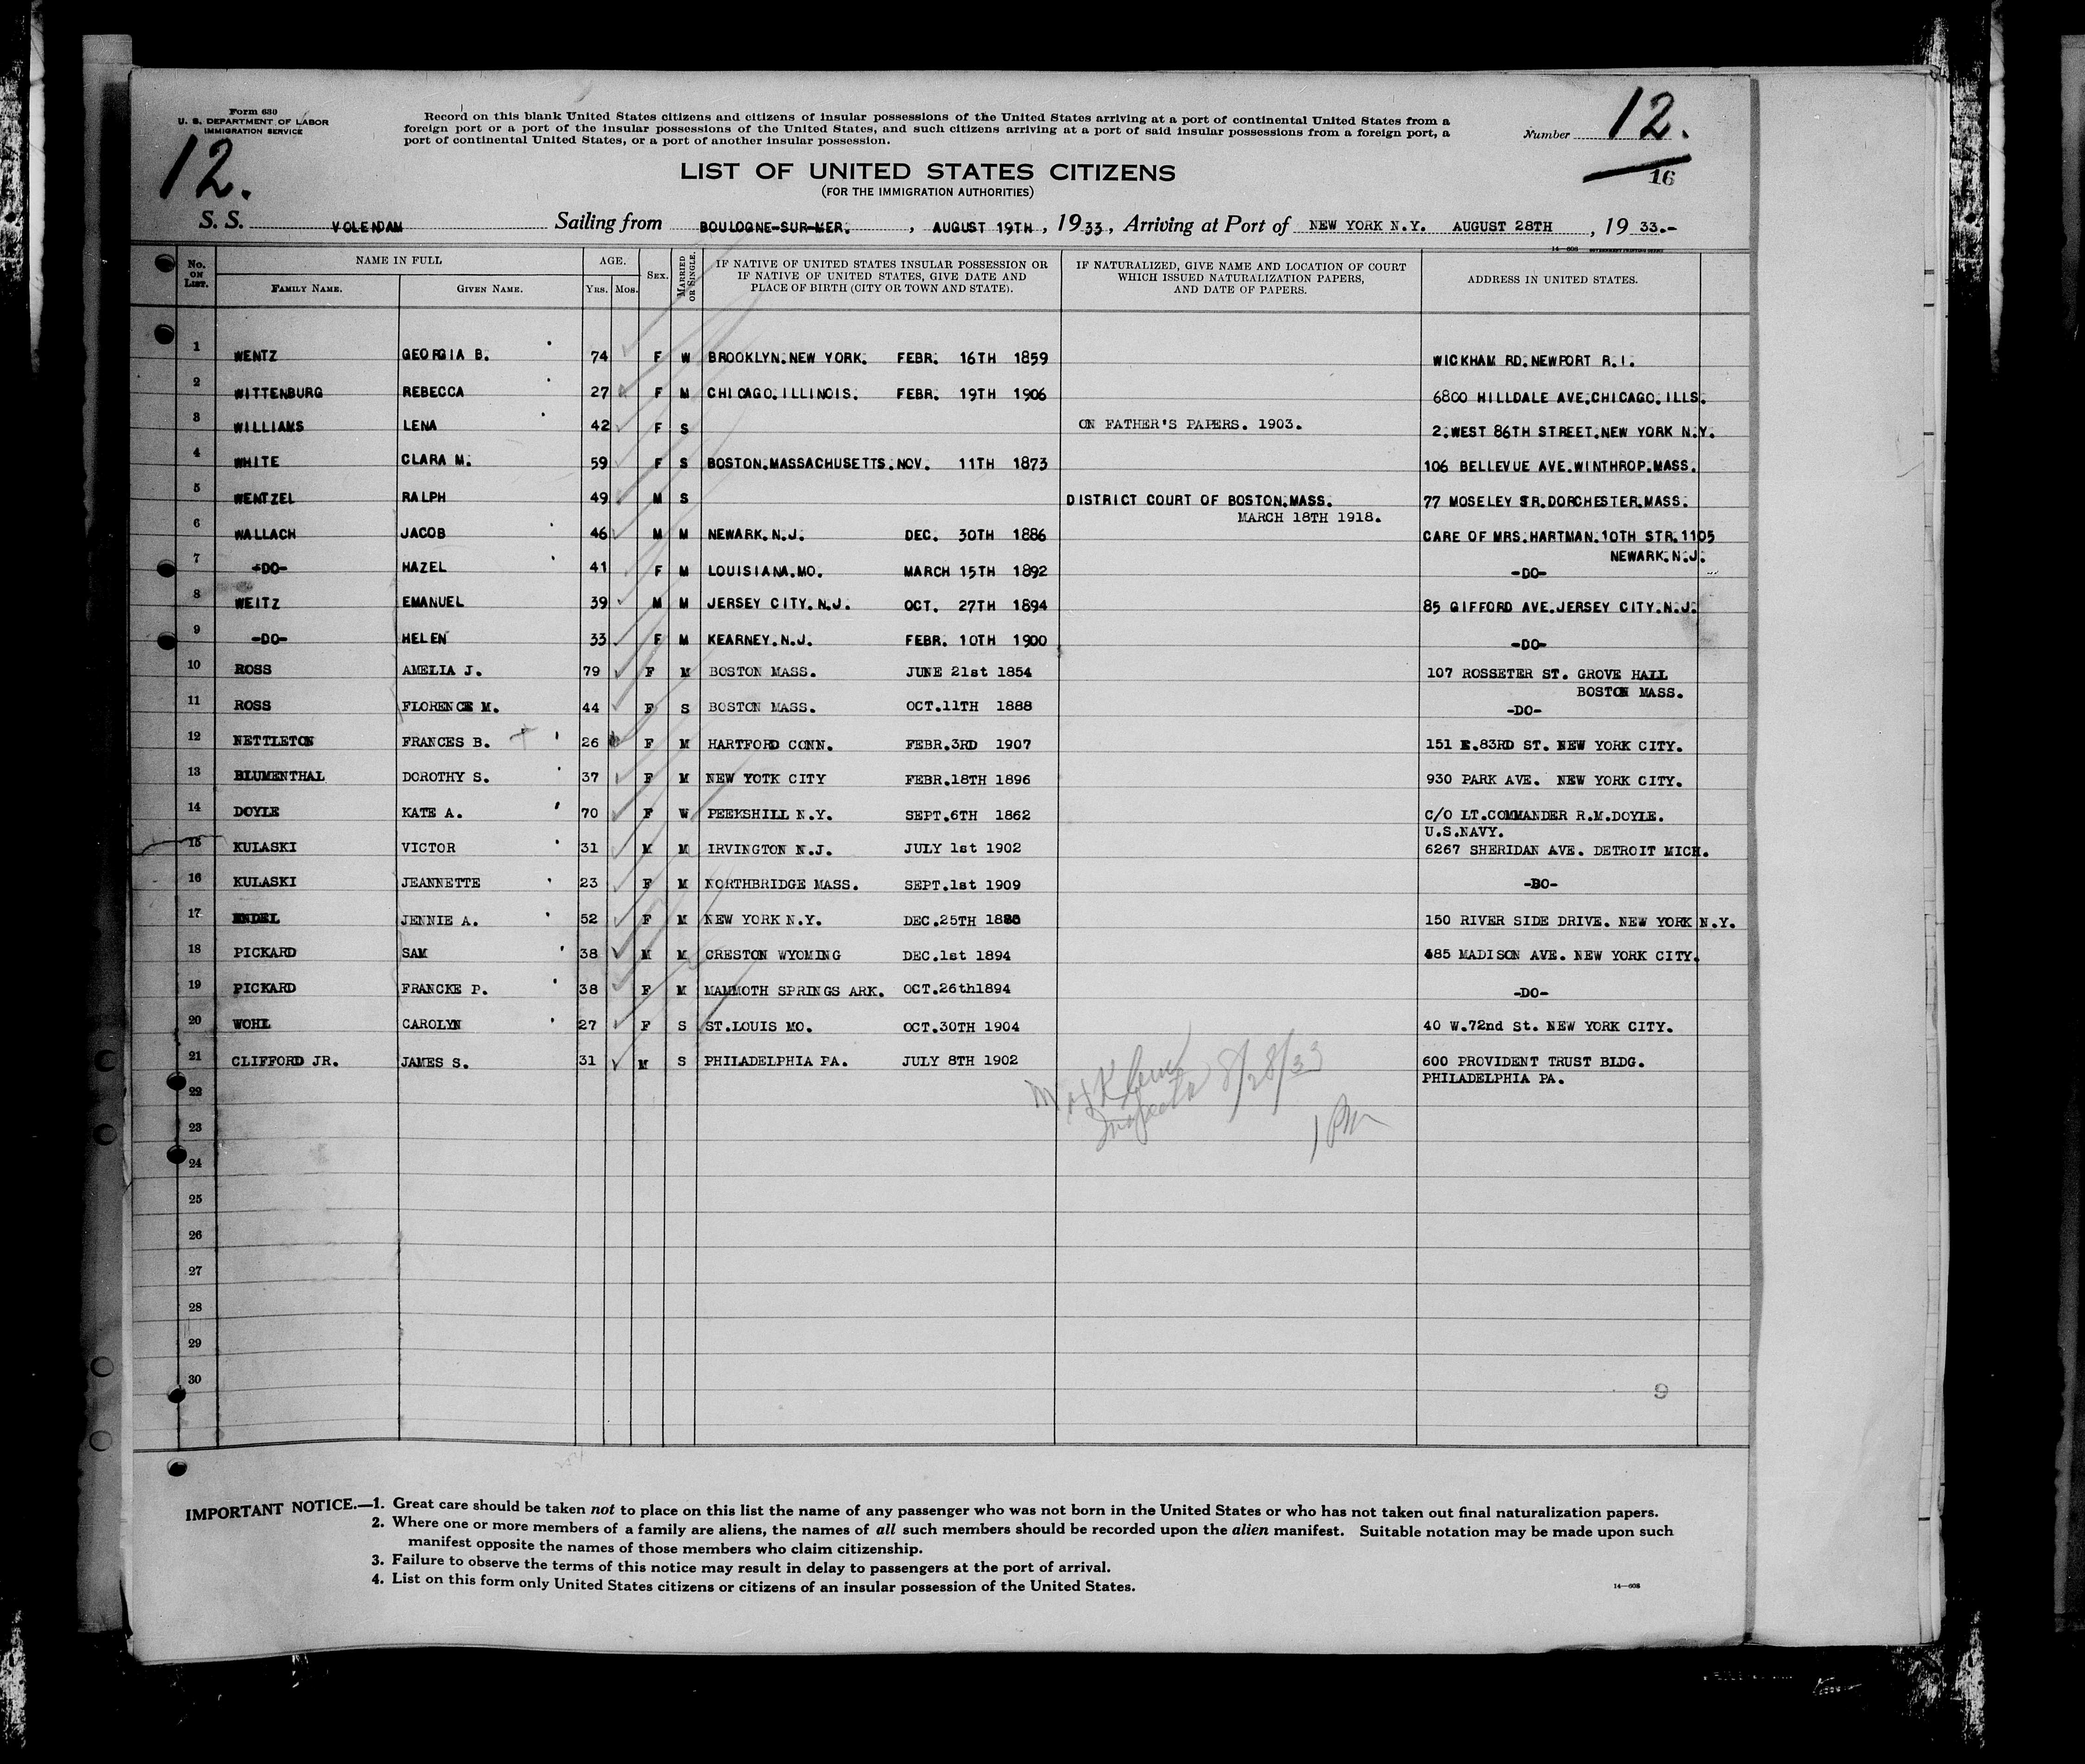 Form 630
U. S. DEPARTMENT OF LABOR
IMMIGRATION SERVICE
12.
Record on this blank United States citizens and citizens of insular possessions of the United States arriving at a port of continental United States from a
foreign port or a port of the insular possessions of the United States, and such citizens arriving at a port of said insular possessions from a foreign port, a
port of continental United States, or a port of another insular possession.
Number 12.
16
LIST OF UNITED STATES CITIZENS
(FOR THE IMMIGRATION AUTHORITIES)
S. S. VOLENDAM Sailing from BOULOGNE-SUR-MER. , AUGUST 19TH , 1933 , Arriving at Port of NEW YORK N.Y. AUGUST 28TH , 1933.-
14—608
No. ON LIST. NAME IN FULL AGE. SEX. MARRIED OR SINGLE. IF NATIVE OF UNITED STATES INSULAR POSSESSION OR IF NATIVE OF UNITED STATES, GIVE DATE AND PLACE OF BIRTH (CITY OR TOWN AND STATE). IF NATURALIZED, GIVE NAME AND LOCATION OF COURT WHICH ISSUED NATURALIZATION PAPERS, AND DATE OF PAPERS. ADDRESS IN UNITED STATES.
FAMILY NAME. GIVEN NAME. YRS. MOS.
1 WENTZ GEORGIA B. 74 F W BROOKLYN.NEW YORK. FEBR. 16TH 1859 WICKHAM RD.NEWPORT R.I.
2 WITTENBURG REBECCA 27 F M CHICAGO.ILLINOIS. FEBR. 19TH 1906 6800 HILLDALE AVE.CHICAGO.ILLS.
3 WILLIAMS LENA 42 F S ON FATHER'S PAPERS. 1903. 2.WEST 86TH STREET.NEW YORK N.Y.
4 WHITE CLARA M. 59 F S BOSTON.MASSACHUSETTS.NOV. 11TH 1873 106 BELLEVUE AVE.WINTHROP.MASS.
5 WENTZEL RALPH 49 M S DISTRICT COURT OF BOSTON.MASS. 77 MOSELEY STR.DORCHESTER.MASS.
MARCH 18TH 1918.
6 WALLACH JACOB 46 M M NEWARK.N.J. DEC. 30TH 1886 CARE OF MRS.HARTMAN.10TH STR.1105
NEWARK.N.J.
7 -DO- HAZEL 41 F M LOUISIANA.MO. MARCH 15TH 1892 -DO-
8 WEITZ EMANUEL 39 M M JERSEY CITY.N.J. OCT. 27TH 1894 85 GIFFORD AVE.JERSEY CITY.N.J.
9 -DO- HELEN 33 F M KEARNEY.N.J. FEBR. 10TH 1900 -DO-
10 ROSS AMELIA J. 79 F M BOSTON MASS. JUNE 21st 1854 107 ROSSETER ST. GROVE HALL
BOSTON MASS.
11 ROSS FLORENCE M. 44 F S BOSTON MASS. OCT.11TH 1888 -DO-
12 NETTLETON FRANCES B. 26 F M HARTFORD CONN. FEBR.3RD 1907 151 E.83RD ST. NEW YORK CITY.
13 BLUMENTHAL DOROTHY S. 37 F M NEW YOTK CITY FEBR.18TH 1896 930 PARK AVE. NEW YORK CITY.
14 DOYLE KATE A. 70 F W PEEKSHILL N.Y. SEPT.6TH 1862 C/O LT.COMMANDER R.M.DOYLE.
U.S.NAVY.
15 KULASKI VICTOR 31 M M IRVINGTON N.J. JULY 1st 1902 6267 SHERIDAN AVE. DETROIT MICH.
16 KULASKI JEANNETTE 23 F M NORTHBRIDGE MASS. SEPT.1st 1909 -BO-
17 ENDEL JENNIE A. 52 F M NEW YORK N.Y. DEC.25TH 1880 150 RIVER SIDE DRIVE. NEW YORK N.Y.
18 PICKARD SAM 38 M M CRESTON WYOMING DEC.1st 1894 485 MADISON AVE. NEW YORK CITY.
19 PICKARD FRANCKE P. 38 F M MAMMOTH SPRINGS ARK. OCT.26th1894 -DO-
20 WOHL CAROLYN 27 F S ST.LOUIS MO. OCT.30TH 1904 40 W.72nd St. NEW YORK CITY.
21 CLIFFORD JR. JAMES S. 31 M S PHILADELPHIA PA. JULY 8TH 1902 600 PROVIDENT TRUST BLDG.
PHILADELPHIA PA.
Inspector 8/28/33
1 PM
22
23
24
25
26
27
28
29
30
9
IMPORTANT NOTICE.—1. Great care should be taken not to place on this list the name of any passenger who was not born in the United States or who has not taken out final naturalization papers.
2. Where one or more members of a family are aliens, the names of all such members should be recorded upon the alien manifest. Suitable notation may be made upon such
manifest opposite the names of those members who claim citizenship.
3. Failure to observe the terms of this notice may result in delay to passengers at the port of arrival.
4. List on this form only United States citizens or citizens of an insular possession of the United States.
14—608